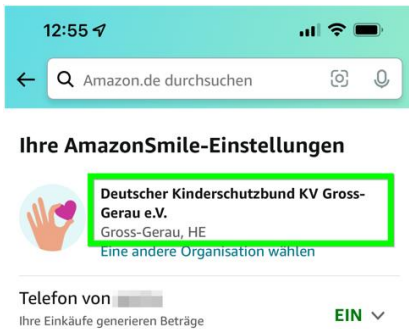 12:55
Amazon.de durchsuchen
Ihre AmazonSmile-Einstellungen
Deutscher Kinderschutzbund KV Gross-
Gerau e.V.
Gross-Gerau, HE
Eine andere Organisation wählen
Telefon von
Ihre Einkäufe generieren Beträge
EIN